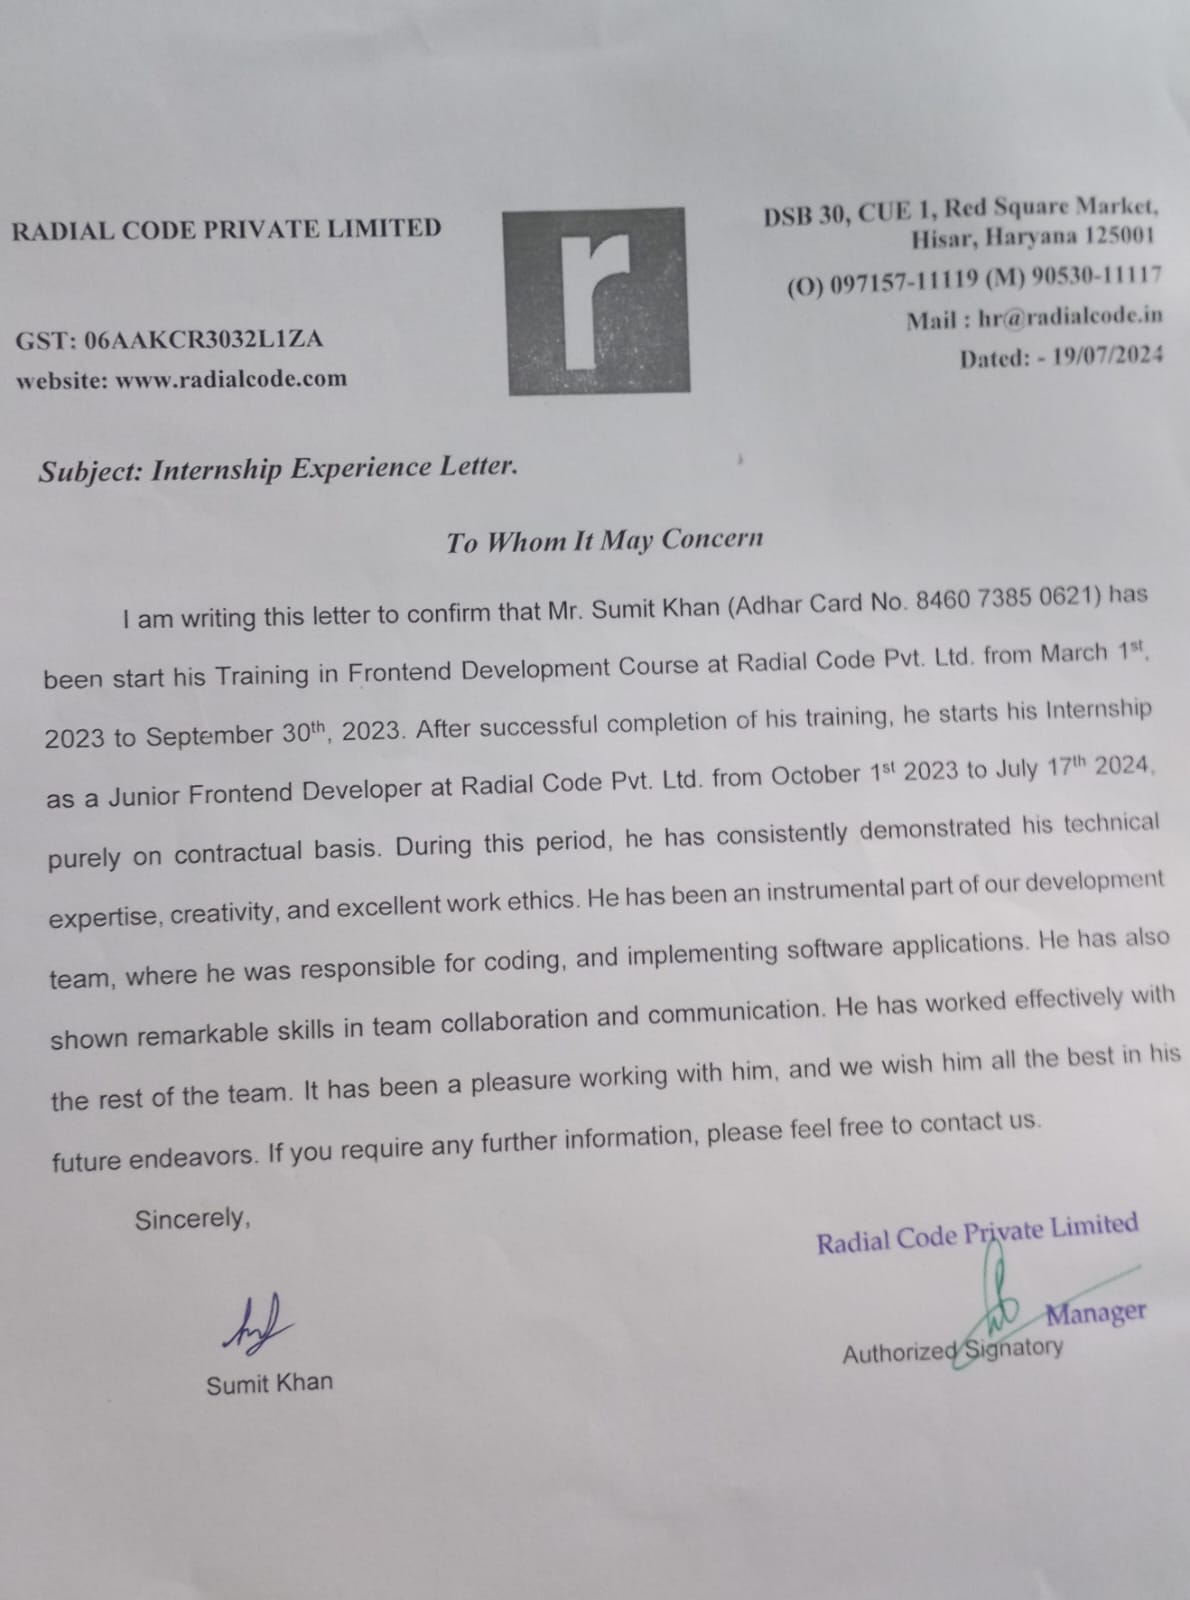 RADIAL CODE PRIVATE LIMITED
GST: 06AAKCR3032L1ZA
website: www.radialcode.com
r
DSB 30, CUE 1, Red Square Market,
Hisar, Haryana 125001
(O) 097157-11119 (M) 90530-11117
Mail : hr@radialcode.in
Dated: - 19/07/2024
Subject: Internship Experience Letter.
To Whom It May Concern
I am writing this letter to confirm that Mr. Sumit Khan (Adhar Card No. 8460 7385 0621) has
been start his Training in Frontend Development Course at Radial Code Pvt. Ltd. from March 1st,
2023 to September 30th, 2023. After successful completion of his training, he starts his Internship
as a Junior Frontend Developer at Radial Code Pvt. Ltd. from October 1st 2023 to July 17th 2024,
purely on contractual basis. During this period, he has consistently demonstrated his technical
expertise, creativity, and excellent work ethics. He has been an instrumental part of our development
team, where he was responsible for coding, and implementing software applications. He has also
shown remarkable skills in team collaboration and communication. He has worked effectively with
the rest of the team. It has been a pleasure working with him, and we wish him all the best in his
future endeavors. If you require any further information, please feel free to contact us.
Sincerely,
Sumit Khan
Radial Code Private Limited
Manager
Authorized Signatory